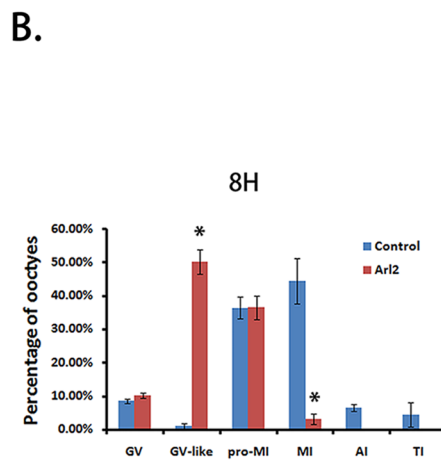 B.
8H
Percentage of ooctyes
60.00%
50.00%
40.00%
30.00%
20.00%
10.00%
0.00%
*
*
Control
Arl2
GV GV-like pro-MI MI AI TI